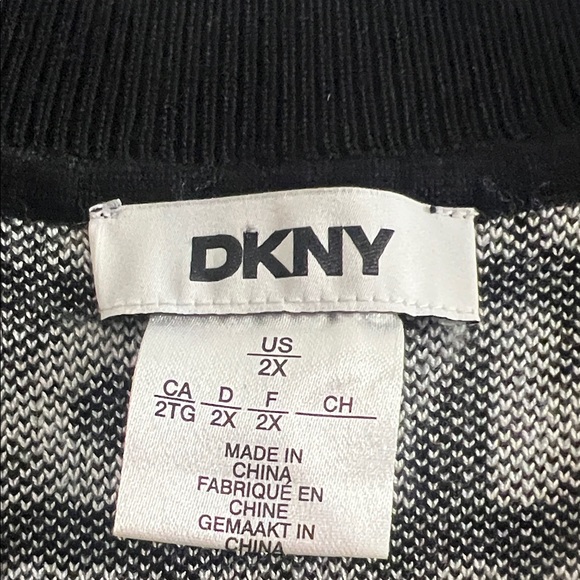 DKNY
US
2X
CA D F CH
2TG 2X 2X
MADE IN
CHINA
FABRIQUÉ EN
CHINE
GEMAAKT IN
CHINA